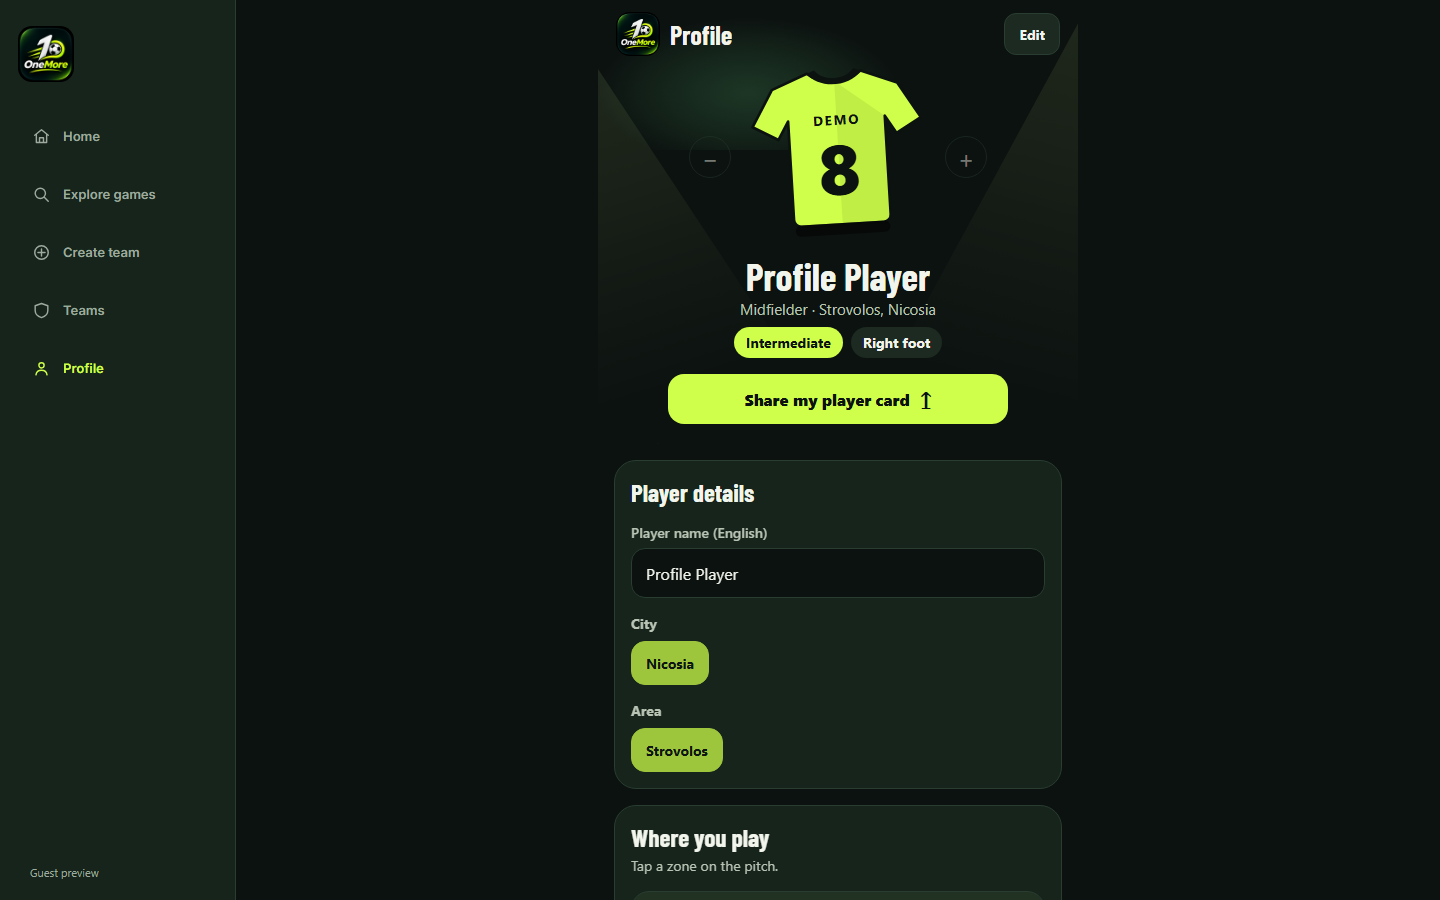 OneMore
Home
Explore games
Create team
Teams
Profile
Guest preview
OneMore
Profile
Edit
DEMO
8
−
+
Profile Player
Midfielder · Strovolos, Nicosia
Intermediate
Right foot
Share my player card ↥
Player details
Player name (English)
Profile Player
City
Nicosia
Area
Strovolos
Where you play
Tap a zone on the pitch.